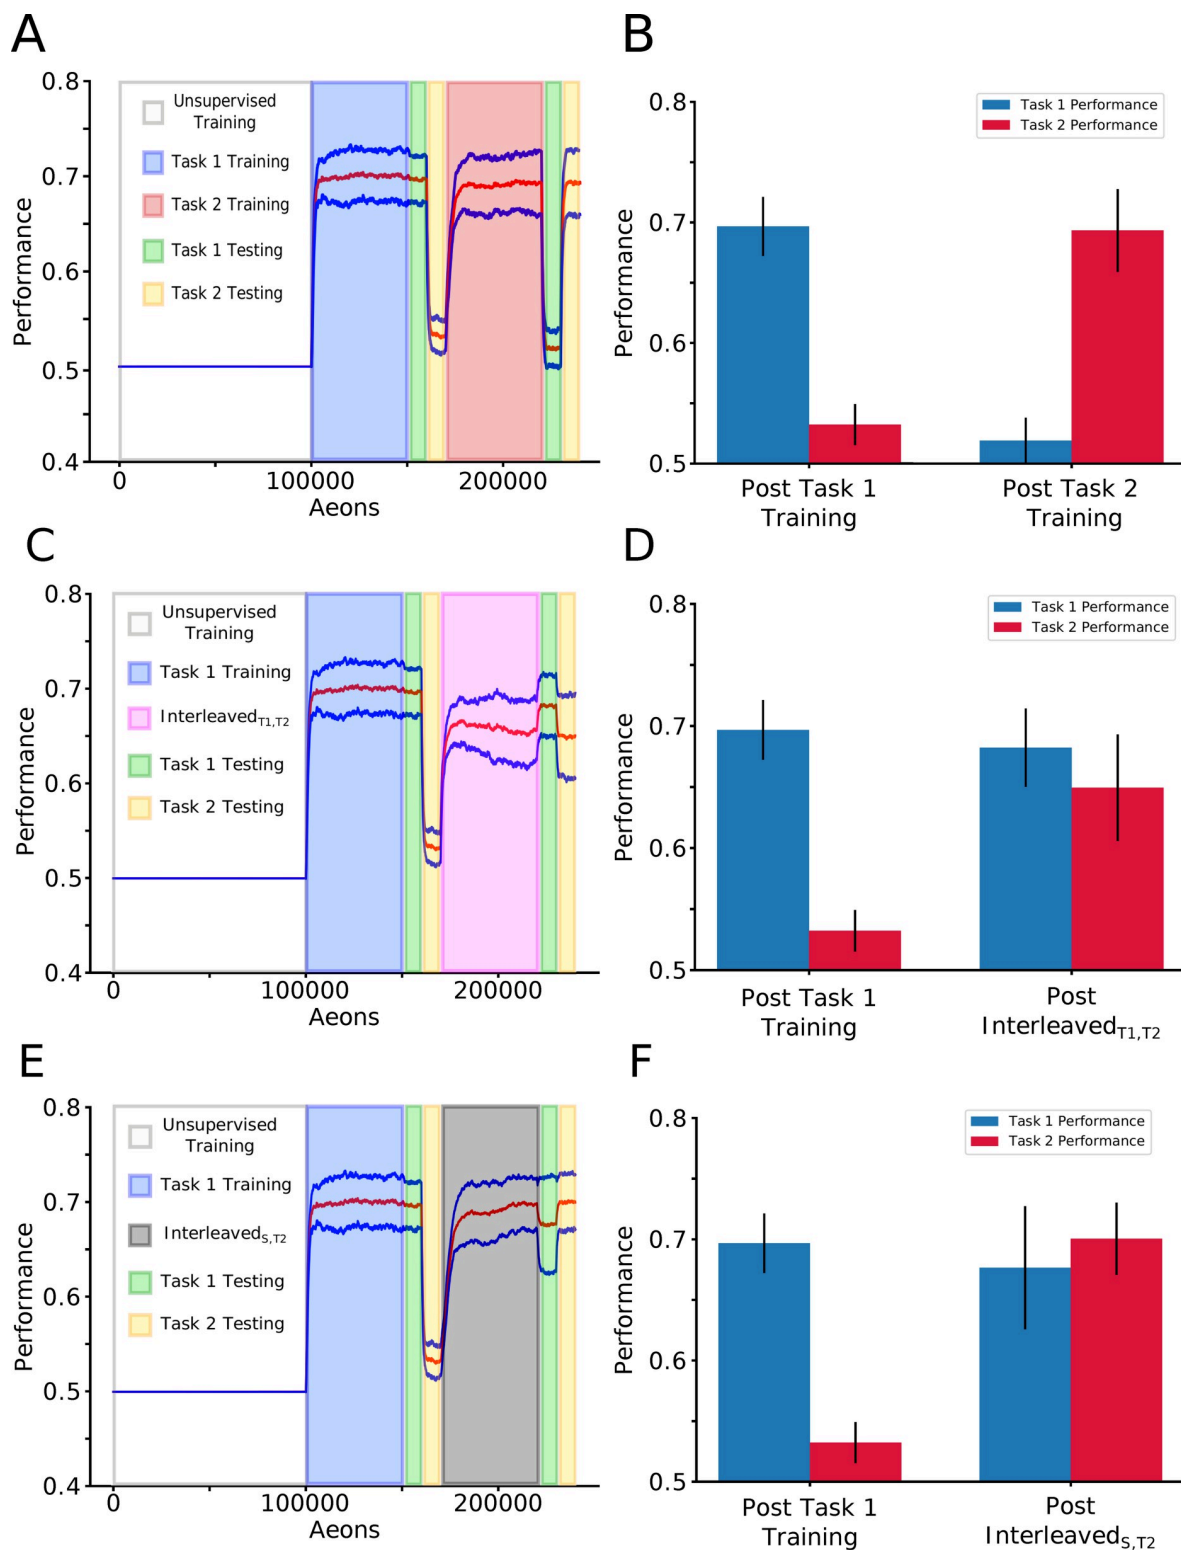 A
Performance
0.8
0.7
0.6
0.5
0.4
Unsupervised
Training
Task 1 Training
Task 2 Training
Task 1 Testing
Task 2 Testing
0
100000
200000
Aeons
B
Performance
0.8
0.7
0.6
0.5
Task 1 Performance
Task 2 Performance
Post Task 1
Training
Post Task 2
Training
C
Performance
0.8
0.7
0.6
0.5
0.4
Unsupervised
Training
Task 1 Training
InterleavedT1,T2
Task 1 Testing
Task 2 Testing
0
100000
200000
Aeons
D
Performance
0.8
0.7
0.6
0.5
Task 1 Performance
Task 2 Performance
Post Task 1
Training
Post
InterleavedT1,T2
E
Performance
0.8
0.7
0.6
0.5
0.4
Unsupervised
Training
Task 1 Training
InterleavedS,T2
Task 1 Testing
Task 2 Testing
0
100000
200000
Aeons
F
Performance
0.8
0.7
0.6
0.5
Task 1 Performance
Task 2 Performance
Post Task 1
Training
Post
InterleavedS,T2